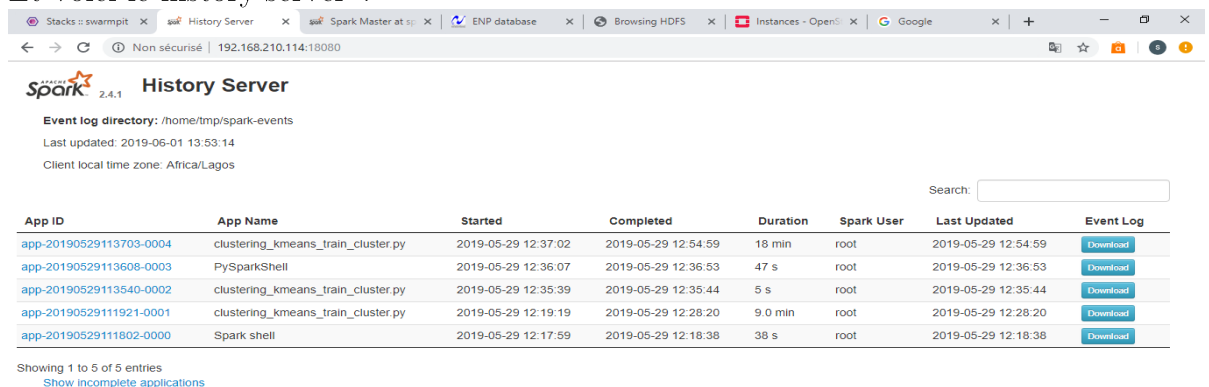 Et voici le history server :
Stacks :: swarmpit
History Server
Spark Master at sp
ENP database
Browsing HDFS
Instances - OpenS
Google
Non sécurisé | 192.168.210.114:18080
APACHE Spark 2.4.1 History Server
Event log directory: /home/tmp/spark-events
Last updated: 2019-06-01 13:53:14
Client local time zone: Africa/Lagos
Search:
App ID App Name Started Completed Duration Spark User Last Updated Event Log
app-20190529113703-0004 clustering_kmeans_train_cluster.py 2019-05-29 12:37:02 2019-05-29 12:54:59 18 min root 2019-05-29 12:54:59 Download
app-20190529113608-0003 PySparkShell 2019-05-29 12:36:07 2019-05-29 12:36:53 47 s root 2019-05-29 12:36:53 Download
app-20190529113540-0002 clustering_kmeans_train_cluster.py 2019-05-29 12:35:39 2019-05-29 12:35:44 5 s root 2019-05-29 12:35:44 Download
app-20190529111921-0001 clustering_kmeans_train_cluster.py 2019-05-29 12:19:19 2019-05-29 12:28:20 9.0 min root 2019-05-29 12:28:20 Download
app-20190529111802-0000 Spark shell 2019-05-29 12:17:59 2019-05-29 12:18:38 38 s root 2019-05-29 12:18:38 Download
Showing 1 to 5 of 5 entries
Show incomplete applications